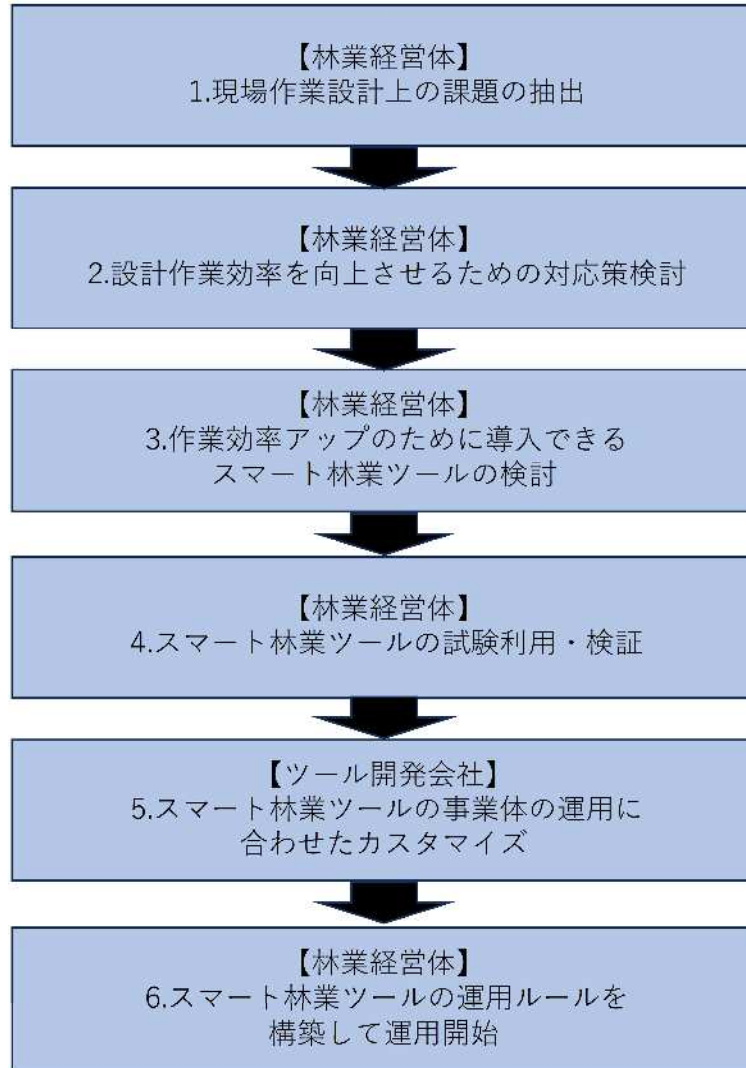 【林業経営体】
1.現場作業設計上の課題の抽出
【林業経営体】
2.設計作業効率を向上させるための対応策検討
【林業経営体】
3.作業効率アップのために導入できる
スマート林業ツールの検討
【林業経営体】
4.スマート林業ツールの試験利用・検証
【ツール開発会社】
5.スマート林業ツールの事業体の運用に
合わせたカスタマイズ
【林業経営体】
6.スマート林業ツールの運用ルールを
構築して運用開始